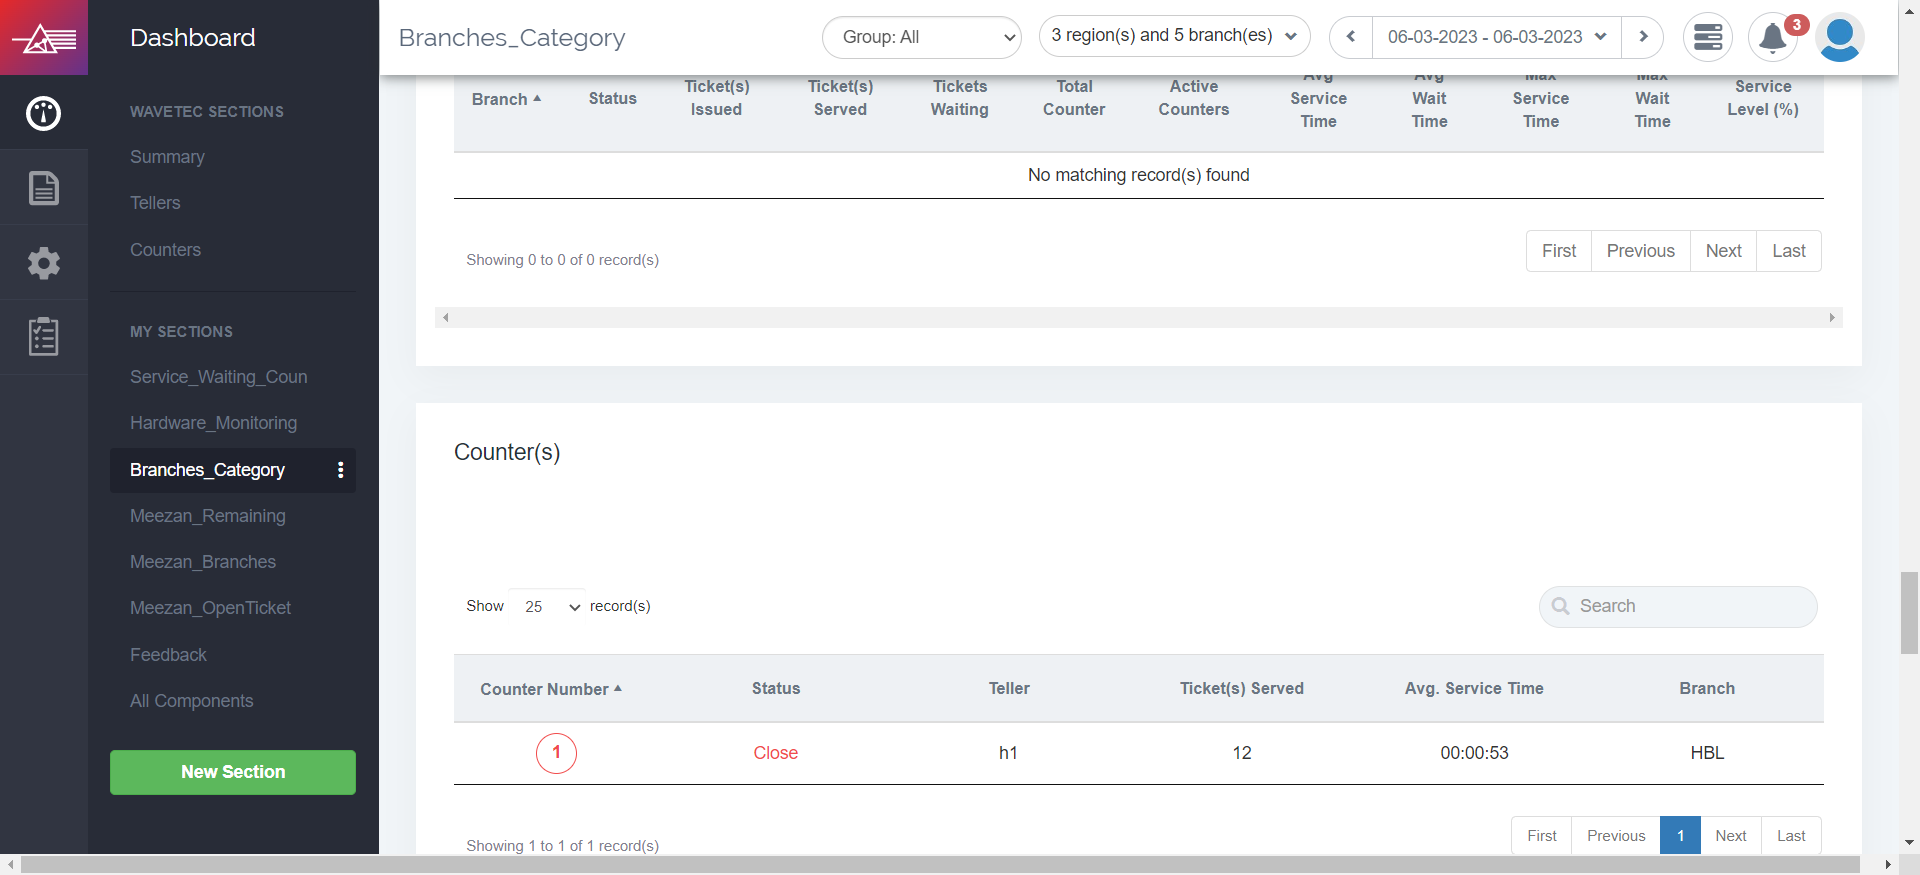 Dashboard
Branches_Category
Group: All
3 region(s) and 5 branch(es)
06-03-2023 - 06-03-2023
3
WAVETEC SECTIONS
Summary
Tellers
Counters
MY SECTIONS
Service_Waiting_Coun
Hardware_Monitoring
Branches_Category
Meezan_Remaining
Meezan_Branches
Meezan_OpenTicket
Feedback
All Components
New Section
Branch
Status
Ticket(s)
Issued
Ticket(s)
Served
Tickets
Waiting
Total
Counter
Active
Counters
Avg
Service
Time
Avg
Wait
Time
Max
Service
Time
Max
Wait
Time
Service
Level (%)
No matching record(s) found
Showing 0 to 0 of 0 record(s)
First Previous Next Last
Counter(s)
Show 25 record(s)
Search
Counter Number Status Teller Ticket(s) Served Avg. Service Time Branch
1 Close h1 12 00:00:53 HBL
Showing 1 to 1 of 1 record(s)
First Previous 1 Next Last